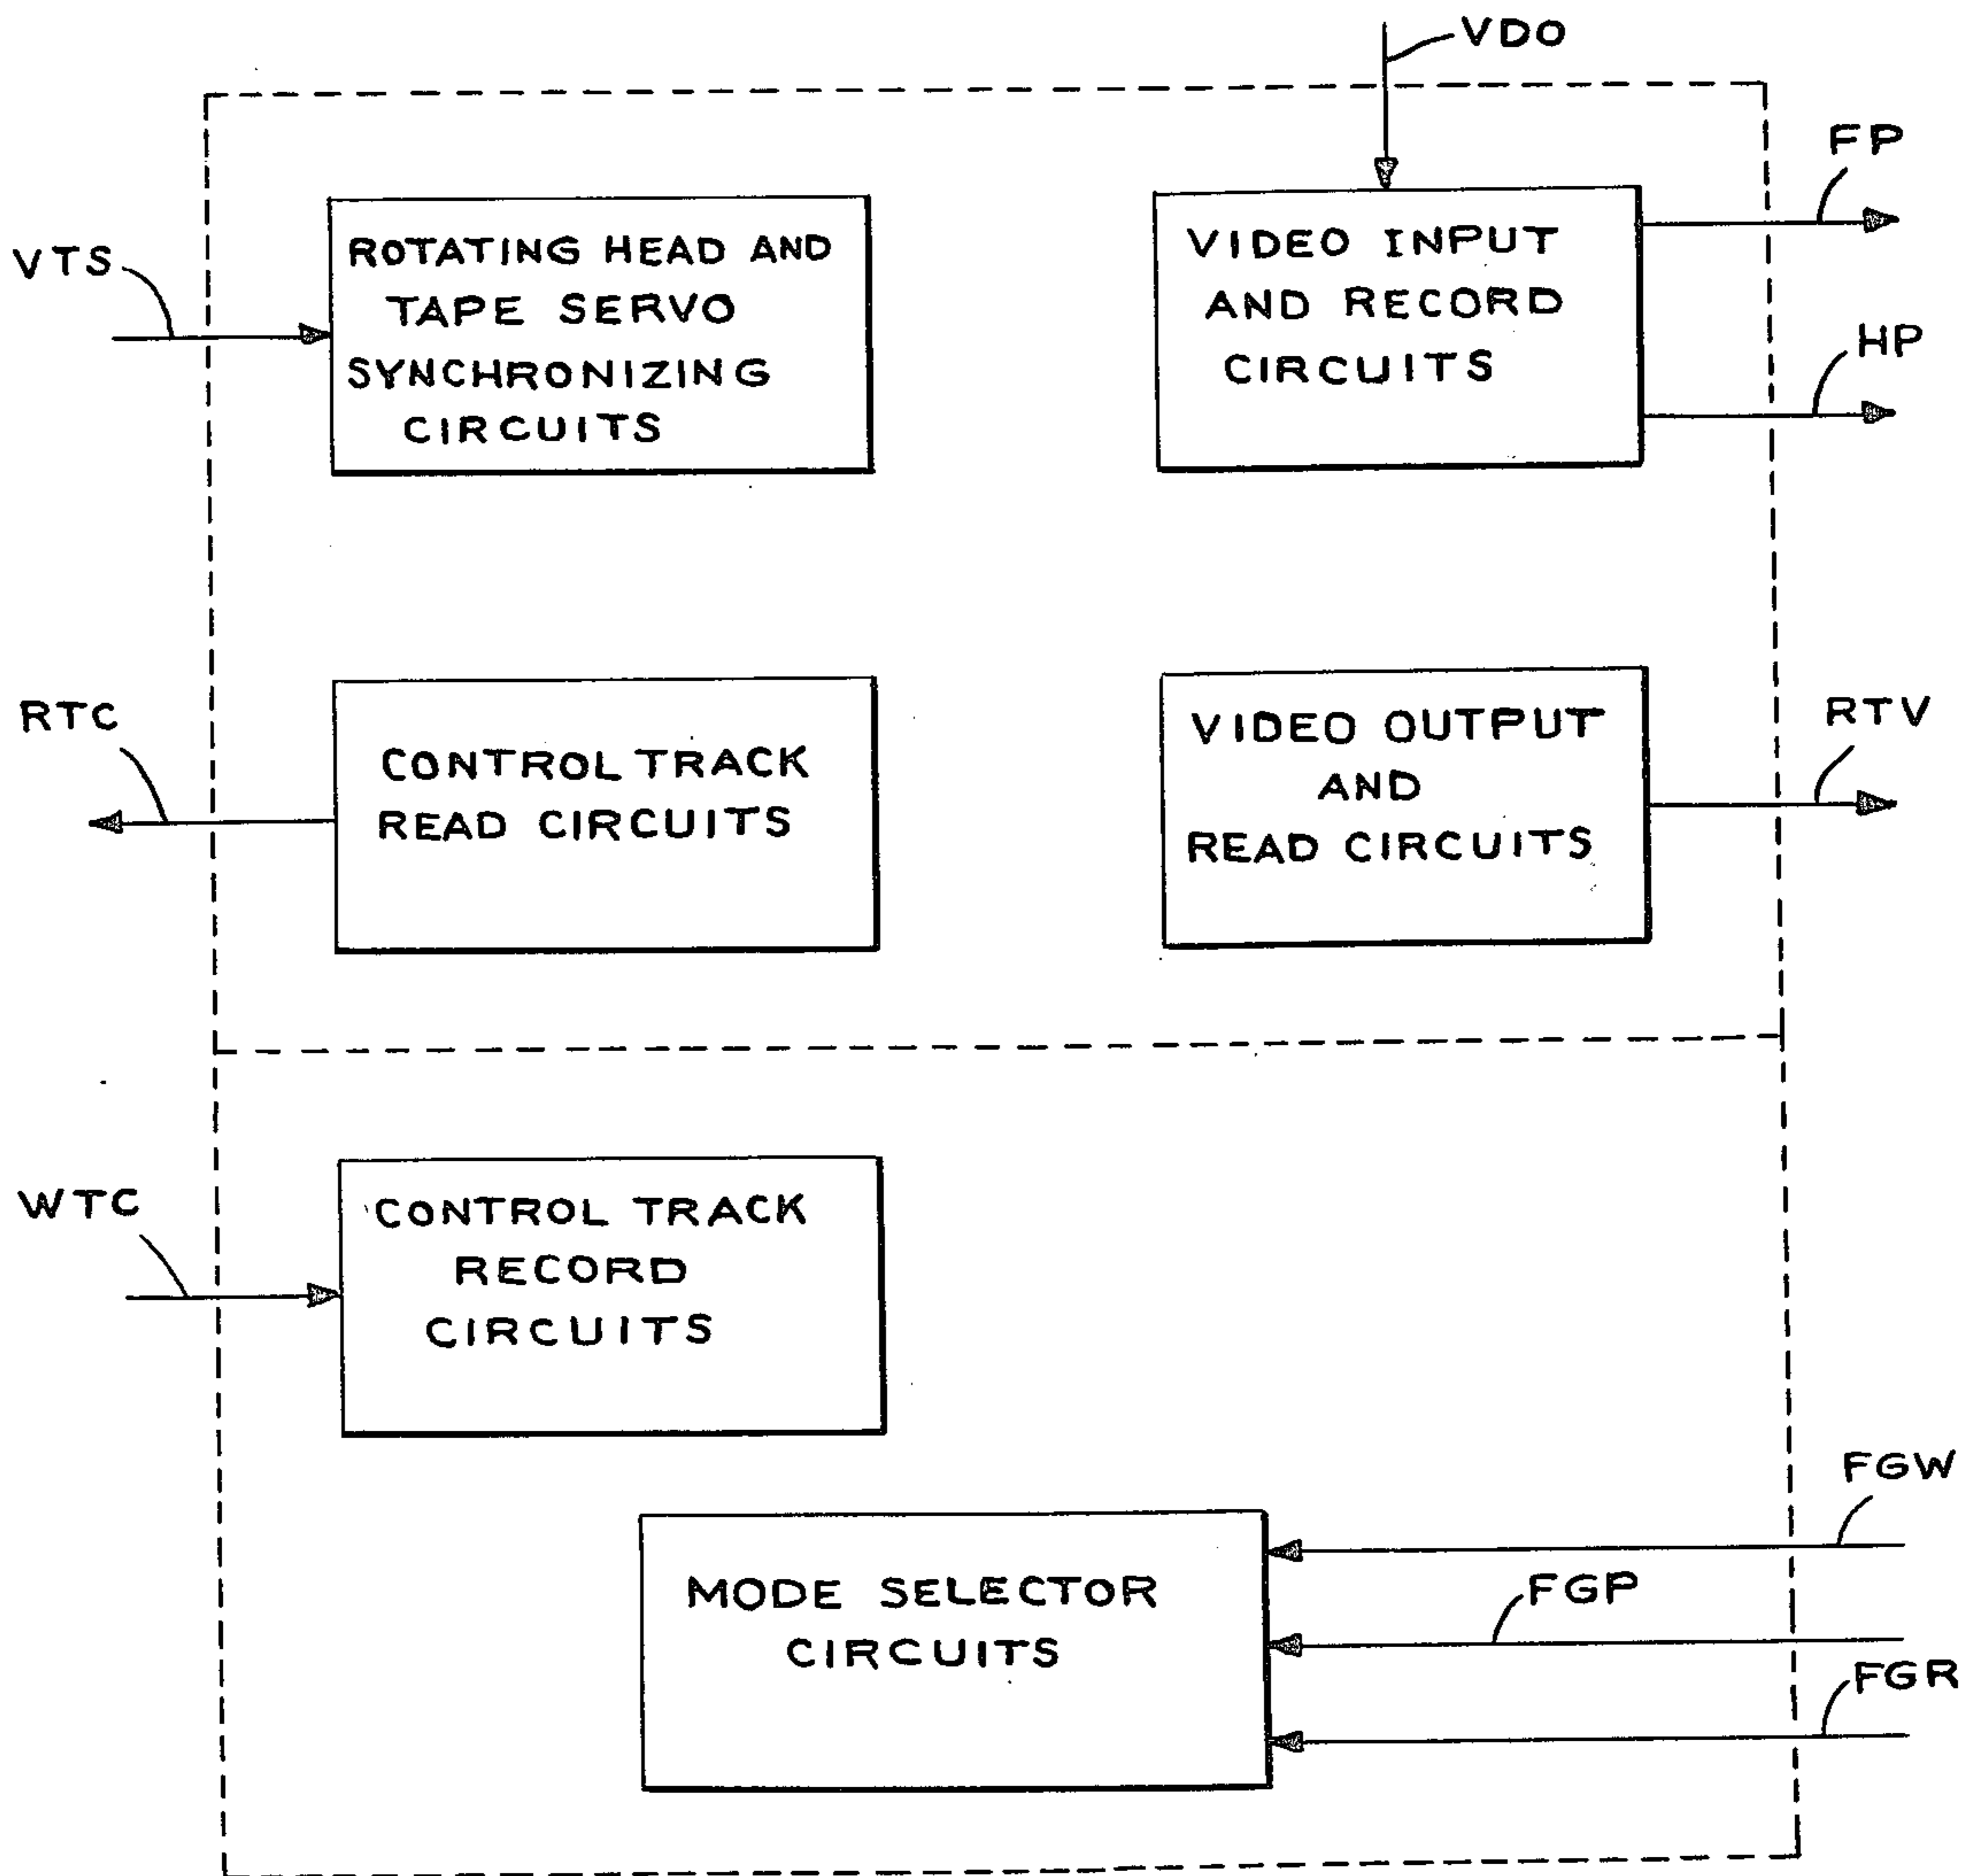 VDO
FP
VTS
ROTATING HEAD AND
TAPE SERVO
SYNCHRONIZING
CIRCUITS
VIDEO INPUT
AND RECORD
CIRCUITS
HP
RTC
CONTROL TRACK
READ CIRCUITS
VIDEO OUTPUT
AND
READ CIRCUITS
RTV
WTC
CONTROL TRACK
RECORD
CIRCUITS
MODE SELECTOR
CIRCUITS
FGW
FGP
FGR